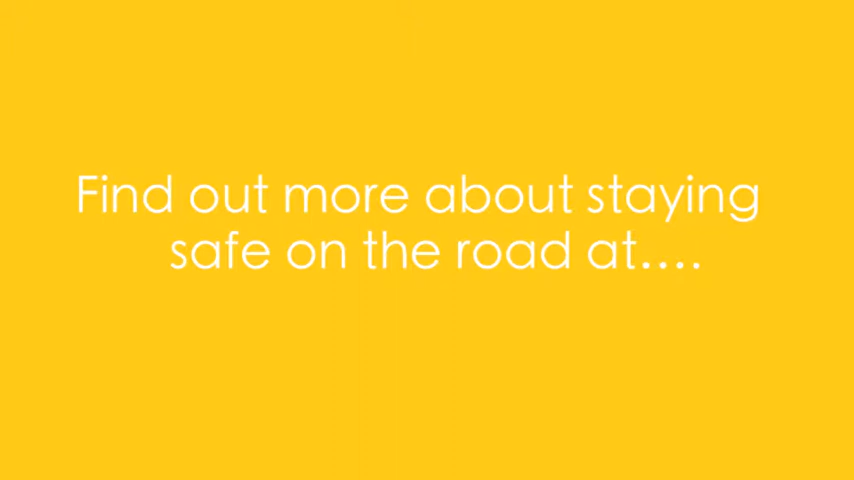 Find out more about staying
safe on the road at....